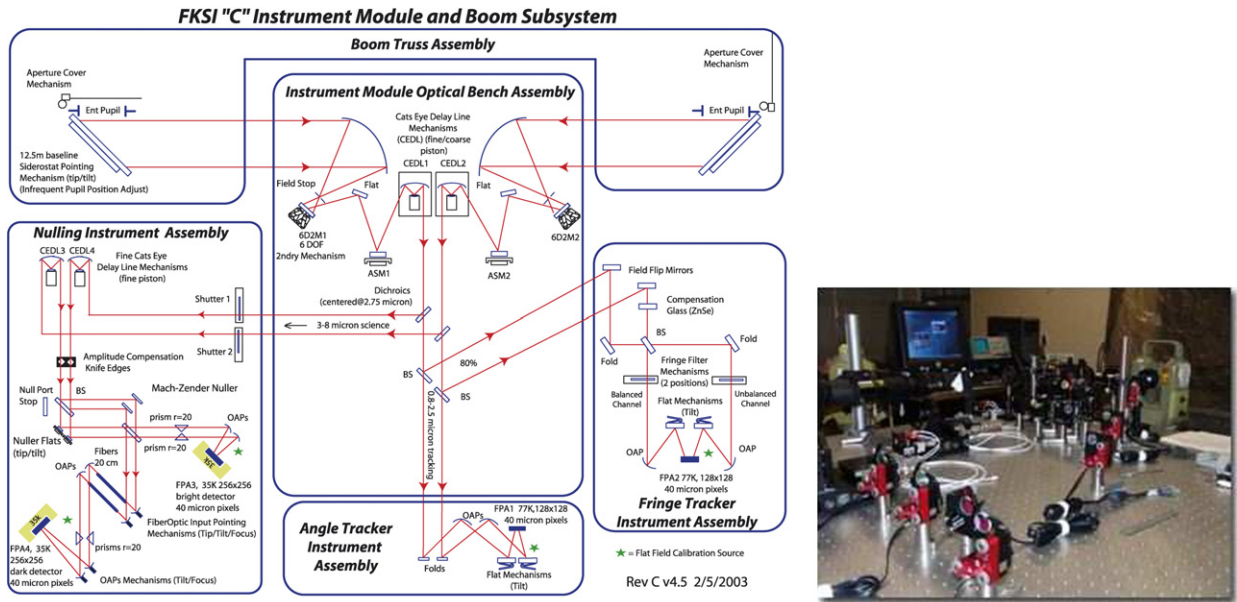 FKSI "C" Instrument Module and Boom Subsystem
Boom Truss Assembly
Aperture Cover
Mechanism
Ent Pupil
12.5m baseline
Siderostat Pointing
Mechanism (tip/tilt)
(Infrequent Pupil Position Adjust)
Aperture Cover
Mechanism
Ent Pupil
Instrument Module Optical Bench Assembly
Cats Eye Delay Line
Mechanisms
(CEDL) (fine/coarse
piston)
CEDL1
CEDL2
Field Stop
Flat
Flat
6D2M1
6 DOF
2ndry Mechanism
ASM1
ASM2
6D2M2
Dichroics
(centered@2.75 micron)
3-8 micron science
BS
80%
BS
0.8-2.5 micron tracking
Nulling Instrument Assembly
CEDL3
CEDL4
Fine Cats Eye
Delay Line Mechanisms
(fine piston)
Shutter 1
Shutter 2
Amplitude Compensation
Knife Edges
Null Port
Stop
BS
Mach-Zender Nuller
prism r=20
OAPs
Nuller Flats
(tip/tilt)
prism r=20
Fibers
20 cm
OAPs
35k
FPA3, 35K 256x256
bright detector
40 micron pixels
FiberOptic Input Pointing
Mechanisms (Tip/Tilt/Focus)
35k
FPA4, 35K
256x256
dark detector
40 micron pixels
prisms r=20
OAPs Mechanisms (Tilt/Focus)
Field Flip Mirrors
Compensation
Glass (ZnSe)
BS
Fold
Fold
Fringe Filter
Mechanisms
(2 positions)
Balanced
Channel
Unbalanced
Channel
Flat Mechanisms
(Tilt)
OAP
OAP
FPA2 77K, 128x128
40 micron pixels
Fringe Tracker
Instrument Assembly
Angle Tracker
Instrument
Assembly
OAPs
FPA1 77K,128x128
40 micron pixels
Folds
Flat Mechanisms
(Tilt)
= Flat Field Calibration Source
Rev C v4.5 2/5/2003